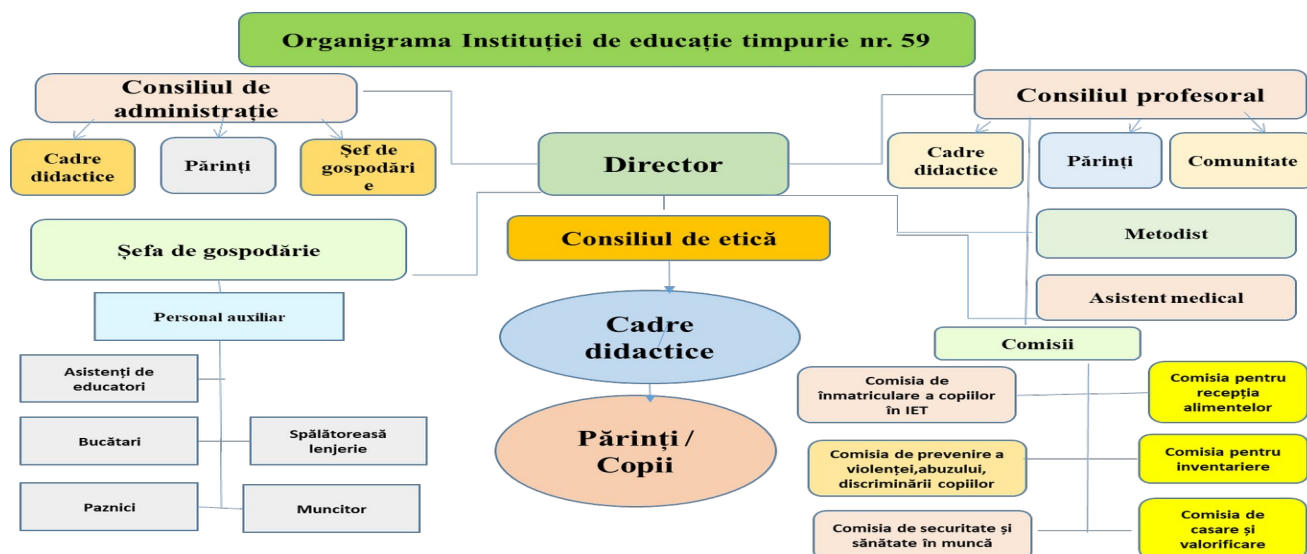 Organigrama Instituției de educație timpurie nr. 59
Consiliul de
administrație
Consiliul profesoral
Cadre
didactice
Părinți
Șef de
gospodări
e
Director
Cadre
didactice
Părinți
Comunitate
Șefa de gospodărie
Consiliul de etică
Metodist
Asistent medical
Personal auxiliar
Cadre
didactice
Comisii
Asistenți de
educatori
Bucătari
Spălătoreasă
lenjerie
Paznici
Muncitor
Părinți /
Copii
Comisia de
înmatriculare a copiilor
în IET
Comisia pentru
recepția
alimentelor
Comisia de prevenire a
violenței,abuzului,
discriminării copiilor
Comisia pentru
inventariere
Comisia de securitate și
sănătate în muncă
Comisia de
casare și
valorificare